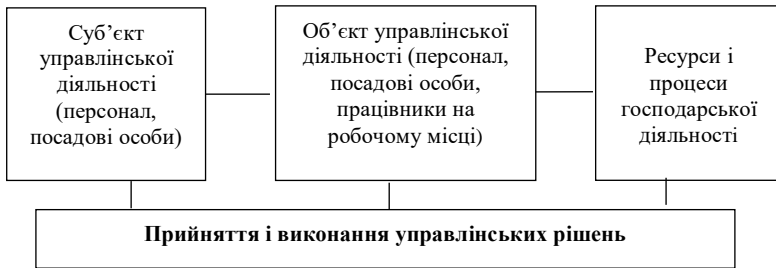 Суб’єкт
управлінської
діяльності
(персонал,
посадові особи)
Об’єкт управлінської
діяльності (персонал,
посадові особи,
працівники на
робочому місці)
Ресурси і
процеси
господарської
діяльності
Прийняття і виконання управлінських рішень